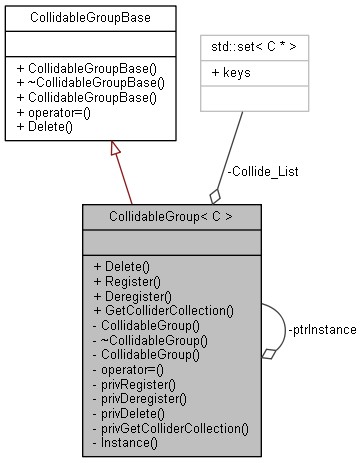 CollidableGroupBase
+ CollidableGroupBase()
+ ~CollidableGroupBase()
+ CollidableGroupBase()
+ operator=()
+ Delete()
std::set< C * >
+ keys
-Collide_List
CollidableGroup< C >
+ Delete()
+ Register()
+ Deregister()
+ GetColliderCollection()
- CollidableGroup()
- ~CollidableGroup()
- CollidableGroup()
- operator=()
- privRegister()
- privDeregister()
- privDelete()
- privGetColliderCollection()
- Instance()
-ptrInstance